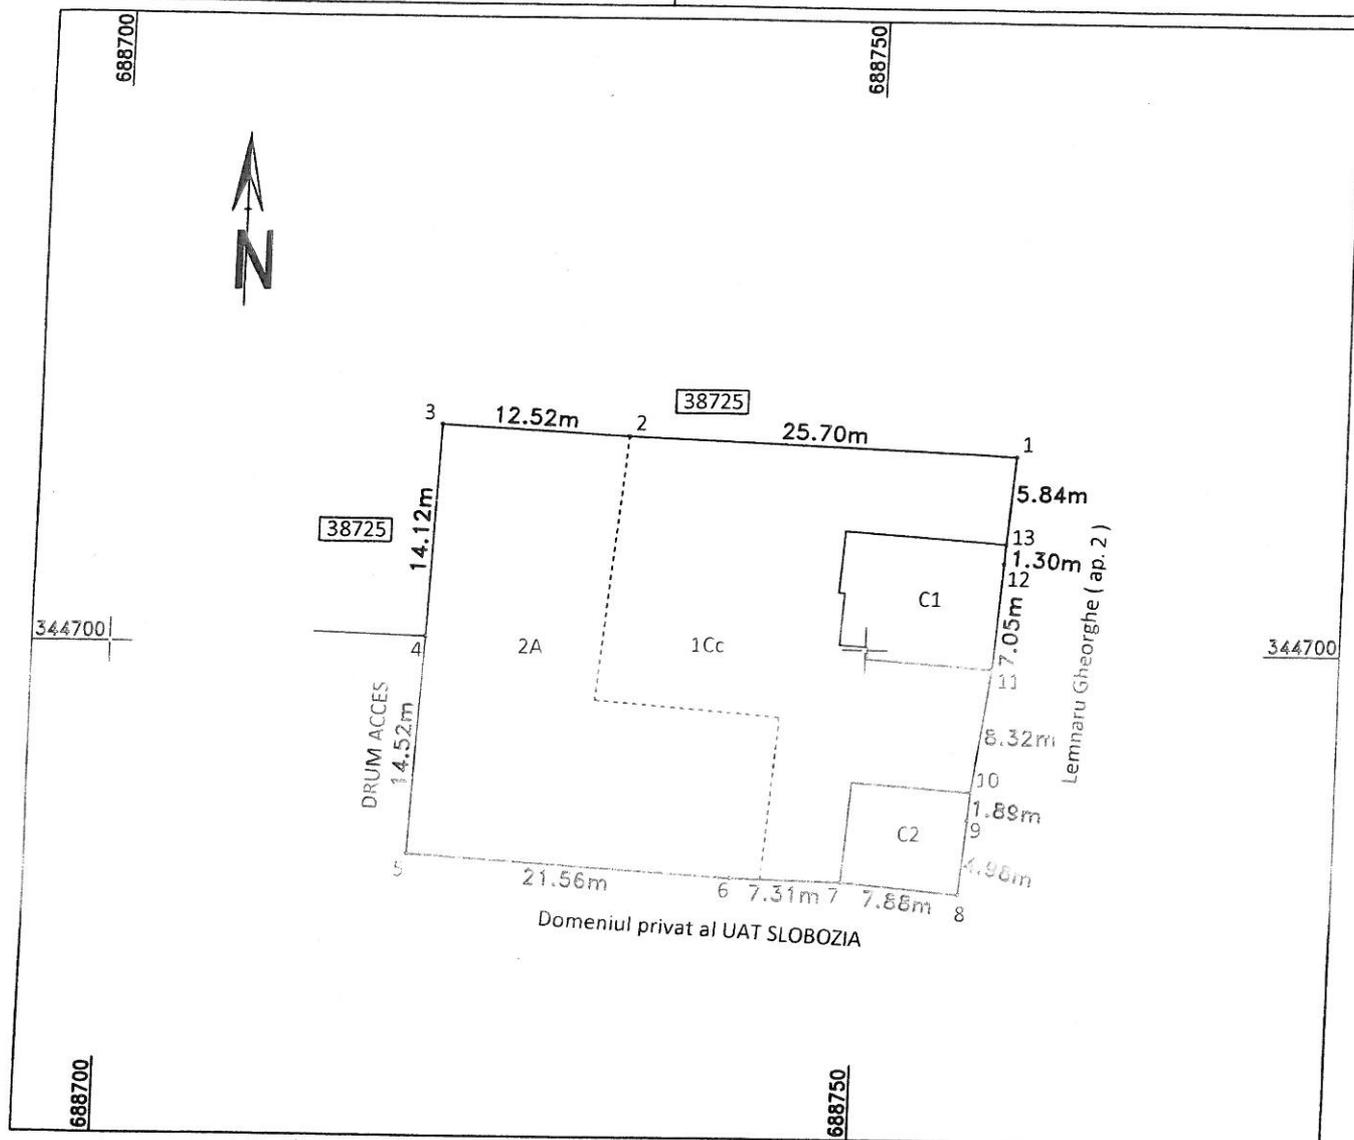 688700
688750
N
38725
3
12.52m
2
25.70m
1
5.84m
14.12m
38725
13
1.30m
12
C1
7.05m
Lemnaru Gheorghe ( ap. 2 )
344700
4
2A
1Cc
344700
11
DRUM ACCES
14.52m
8.32m
10
1.89m
9
C2
4.98m
5
21.56m
6
7.31m
7
7.88m
8
Domeniul privat al UAT SLOBOZIA
688700
688750